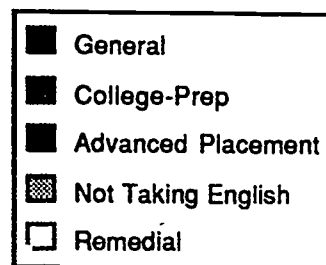 General
College-Prep
Advanced Placement
Not Taking English
Remedial